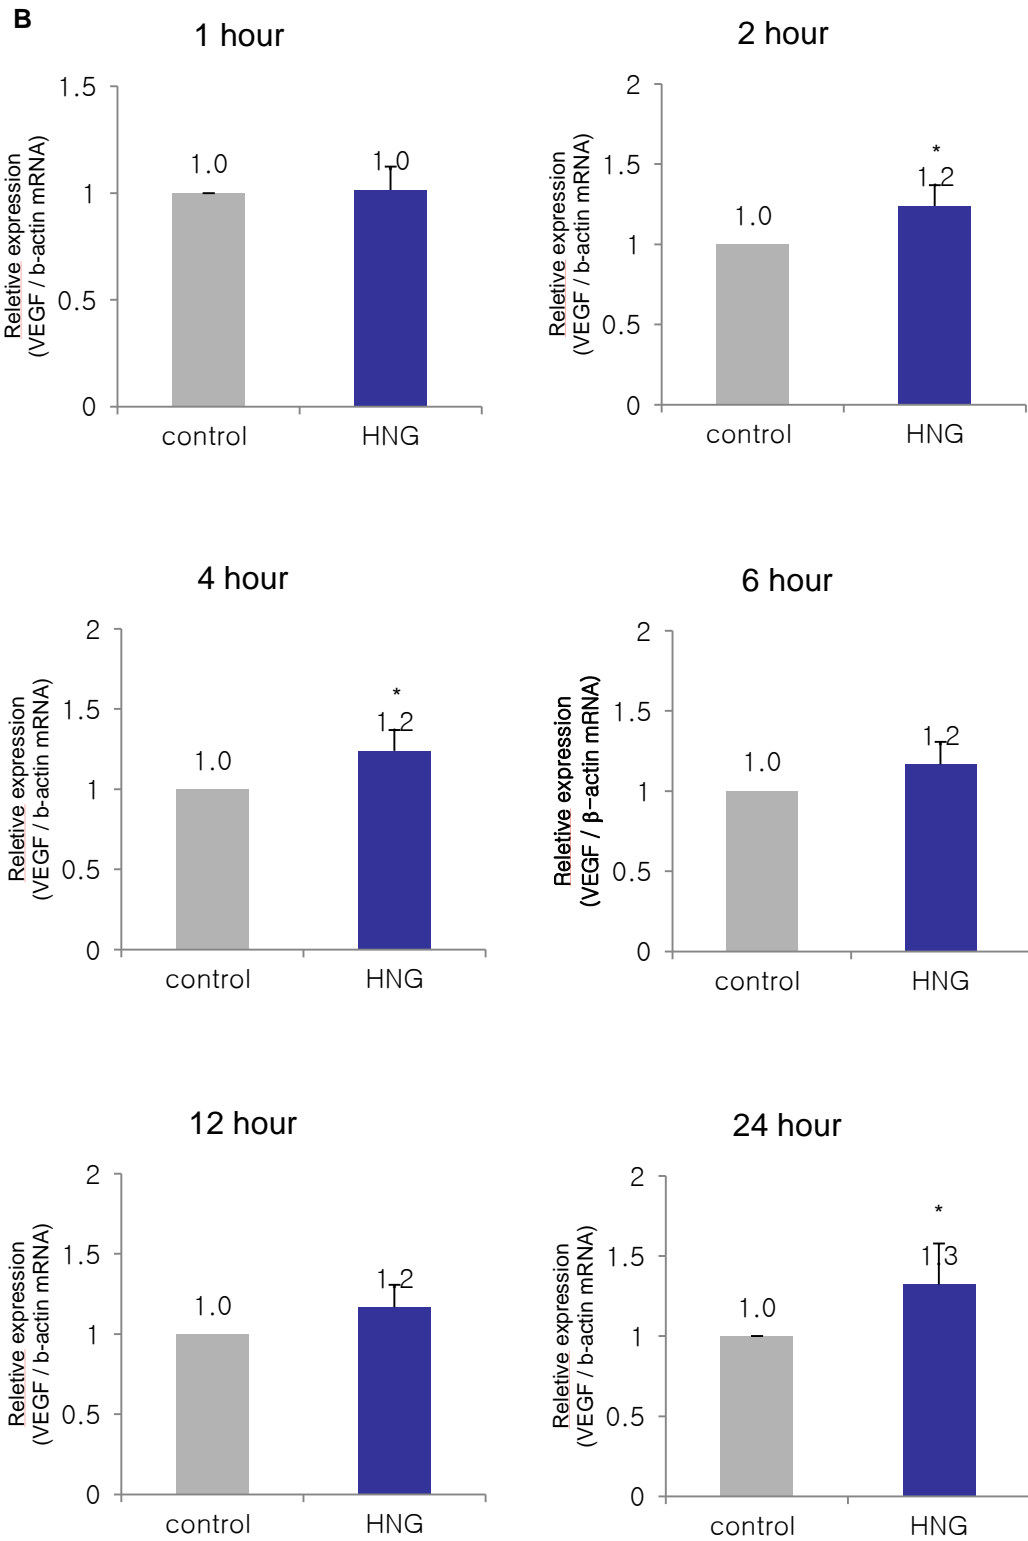 B
1 hour
Reletive expression
(VEGF / b-actin mRNA)
1.5
1
0.5
0
1.0
1.0
control
HNG
2 hour
Reletive expression
(VEGF / b-actin mRNA)
2
1.5
1
0.5
0
1.0
*
1.2
control
HNG
4 hour
Reletive expression
(VEGF / b-actin mRNA)
2
1.5
1
0.5
0
1.0
*
1.2
control
HNG
6 hour
Reletive expression
(VEGF / β-actin mRNA)
2
1.5
1
0.5
0
1.0
1.2
control
HNG
12 hour
Reletive expression
(VEGF / b-actin mRNA)
2
1.5
1
0.5
0
1.0
1.2
control
HNG
24 hour
Reletive expression
(VEGF / b-actin mRNA)
2
1.5
1
0.5
0
1.0
*
1.3
control
HNG